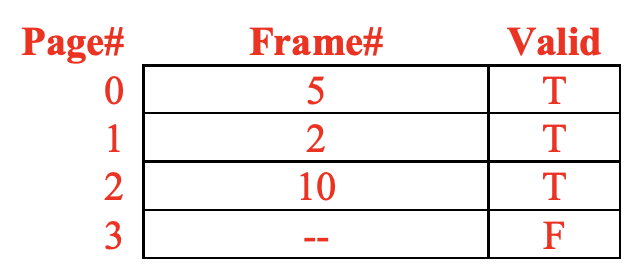 Page# Frame# Valid
0 5 T
1 2 T
2 10 T
3 -- F